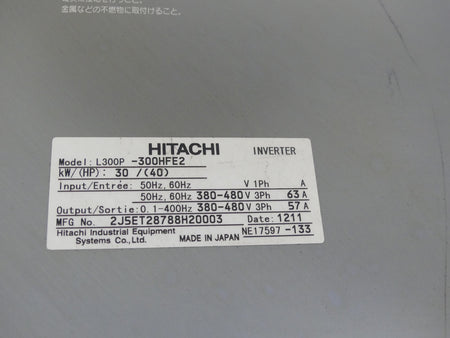 金属などの不燃物に取付けること。
HITACHI INVERTER
Model: L300P -300HFE2
kW/(HP): 30 /(40)
Input/Entrée: 50Hz, 60Hz V 1Ph A
50Hz, 60Hz 380-480 V 3Ph 63 A
Output/Sortie: 0.1-400Hz 380-480 V 3Ph 57 A
MFG No. 2J5ET28788H20003 Date: 1211
Hitachi Industrial Equipment
Systems Co., Ltd. MADE IN JAPAN NE17597 -133